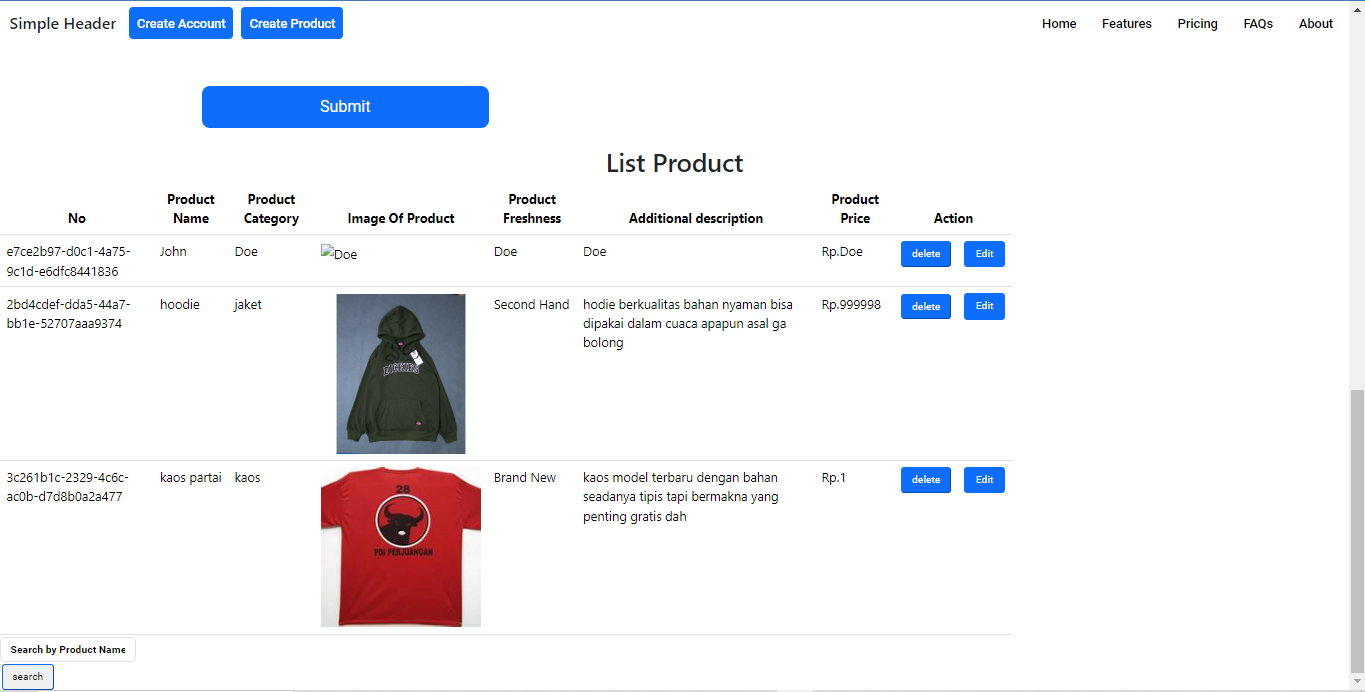 Simple Header Create Account Create Product Home Features Pricing FAQs About
Submit
List Product
No Product Name Product Category Image Of Product Product Freshness Additional description Product Price Action
e7ce2b97-d0c1-4a75-9c1d-e6dfc8441836 John Doe Doe Doe Doe Rp.Doe delete Edit
2bd4cdef-dda5-44a7-bb1e-52707aaa9374 hoodie jaket Second Hand hodie berkualitas bahan nyaman bisa dipakai dalam cuaca apapun asal ga bolong Rp.999998 delete Edit
DICKIES
3c261b1c-2329-4c6c-ac0b-d7d8b0a2a477 kaos partai kaos Brand New kaos model terbaru dengan bahan seadanya tipis tapi bermakna yang penting gratis dah Rp.1 delete Edit
28
PDI PERJUANGAN
Search by Product Name
search